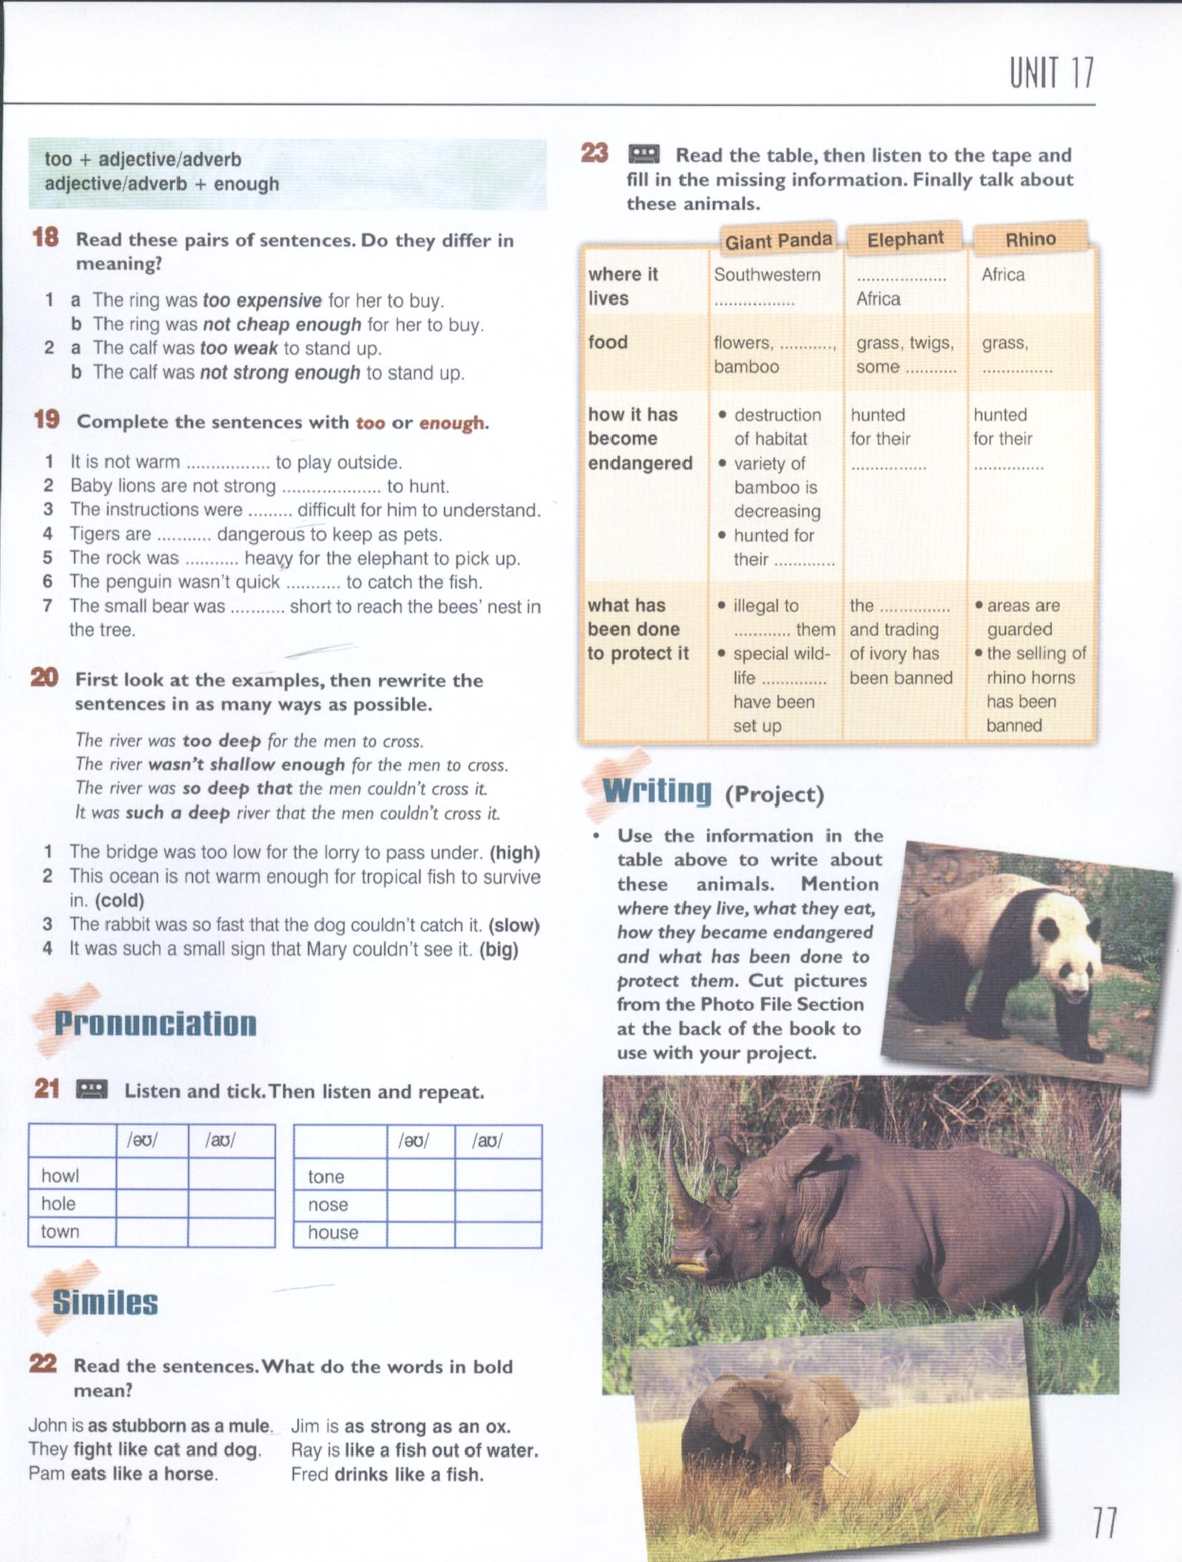 UNIT 17
too + adjective/adverb
adjective/adverb + enough
18 Read these pairs of sentences. Do they differ in
meaning?
1 a The ring was too expensive for her to buy.
b The ring was not cheap enough for her to buy.
2 a The calf was too weak to stand up.
b The calf was not strong enough to stand up.
19 Complete the sentences with too or enough.
1 It is not warm ................ to play outside.
2 Baby lions are not strong ................... to hunt.
3 The instructions were ......... difficult for him to understand.
4 Tigers are ........... dangerous to keep as pets.
5 The rock was ........... heavy for the elephant to pick up.
6 The penguin wasn't quick ........... to catch the fish.
7 The small bear was ........... short to reach the bees' nest in
the tree.
20 First look at the examples, then rewrite the
sentences in as many ways as possible.
The river was too deep for the men to cross.
The river wasn't shallow enough for the men to cross.
The river was so deep that the men couldn't cross it.
It was such a deep river that the men couldn't cross it.
1 The bridge was too low for the lorry to pass under. (high)
2 This ocean is not warm enough for tropical fish to survive
in. (cold)
3 The rabbit was so fast that the dog couldn't catch it. (slow)
4 It was such a small sign that Mary couldn't see it. (big)
Pronunciation
21 Listen and tick. Then listen and repeat.
/əʊ/ /aʊ/
howl
hole
town
/əʊ/ /aʊ/
tone
nose
house
Similes
22 Read the sentences. What do the words in bold
mean?
John is as stubborn as a mule.
They fight like cat and dog.
Pam eats like a horse.
Jim is as strong as an ox.
Ray is like a fish out of water.
Fred drinks like a fish.
23 Read the table, then listen to the tape and
fill in the missing information. Finally talk about
these animals.
Giant Panda Elephant Rhino
where it
lives
Southwestern
................
..................
Africa
Africa
food
flowers, ...........,
bamboo
grass, twigs,
some ...........
grass,
..............
how it has
become
endangered
• destruction
of habitat
• variety of
bamboo is
decreasing
• hunted for
their ............
hunted
for their
...............
hunted
for their
..............
what has
been done
to protect it
• illegal to
............ them
• special wild-
life .............
have been
set up
the ..............
and trading
of ivory has
been banned
• areas are
guarded
• the selling of
rhino horns
has been
banned
Writing (Project)
• Use the information in the
table above to write about
these animals. Mention
where they live, what they eat,
how they became endangered
and what has been done to
protect them. Cut pictures
from the Photo File Section
at the back of the book to
use with your project.
77